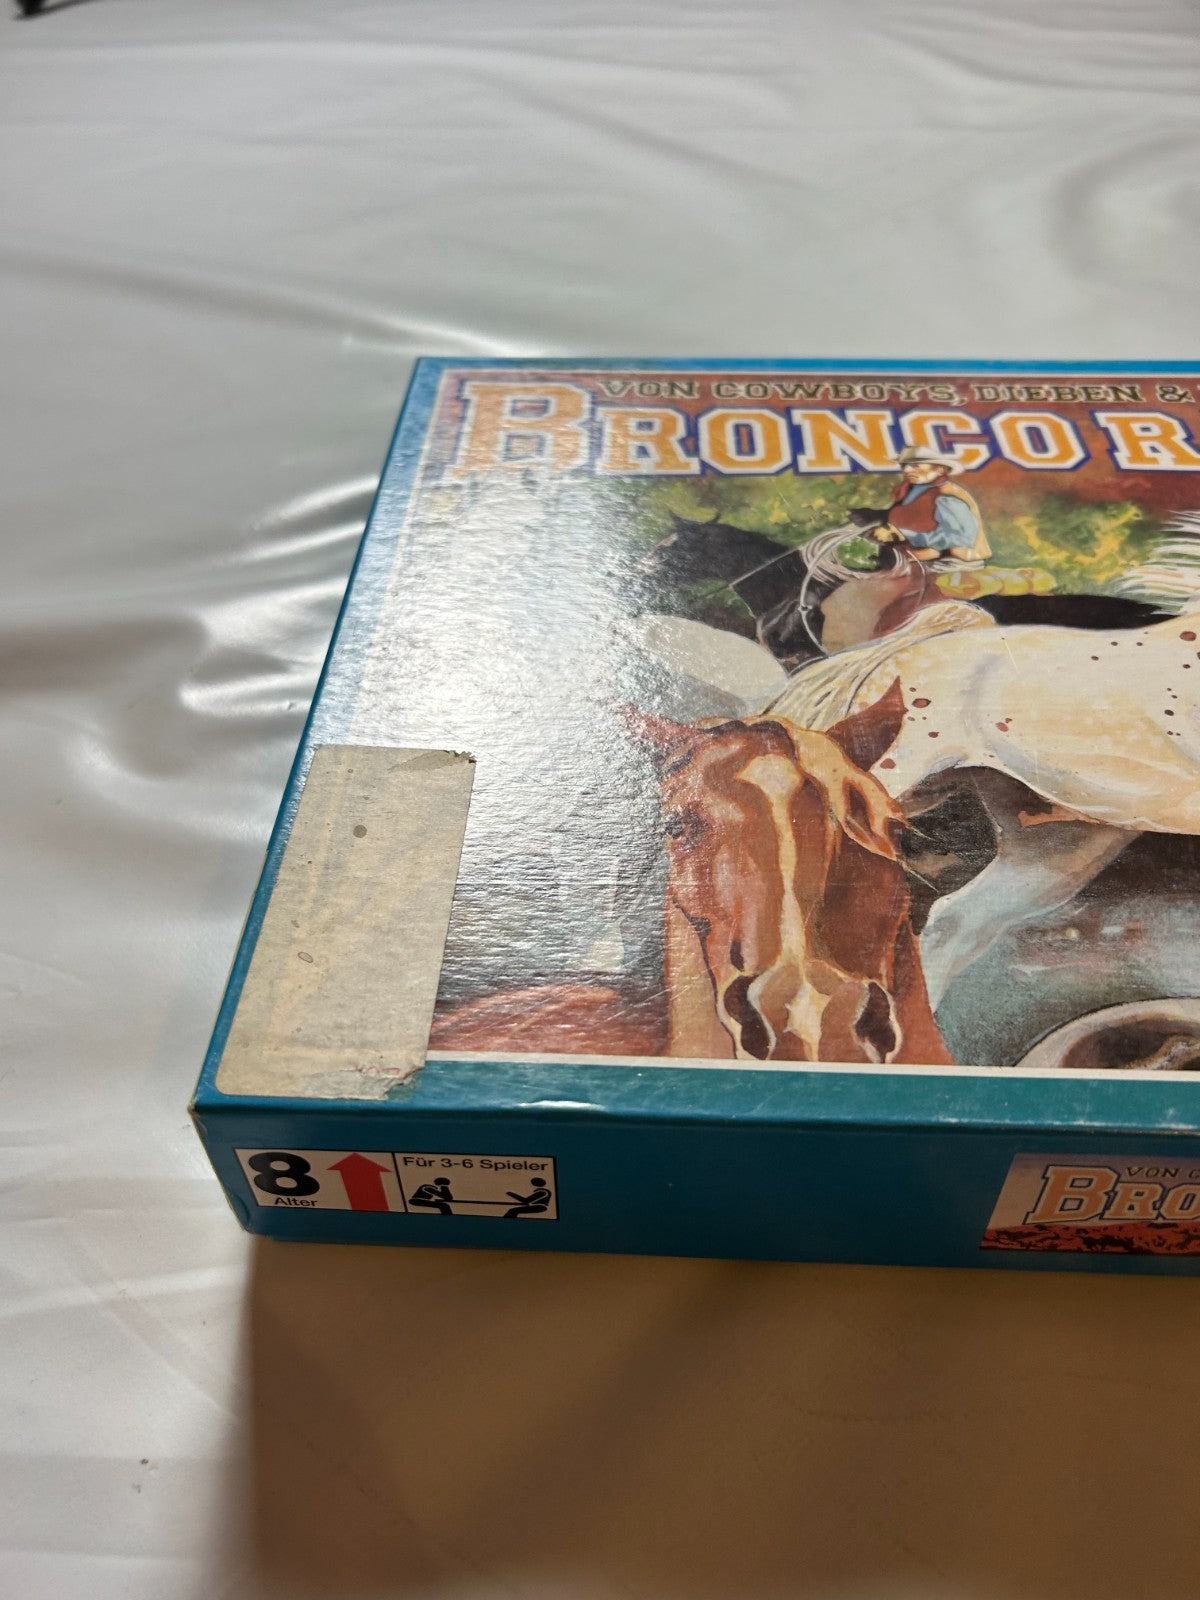 VON COWBOYS, DIEBEN &
BRONCO R
8
Alter
Für 3-6 Spieler
VON
BRO